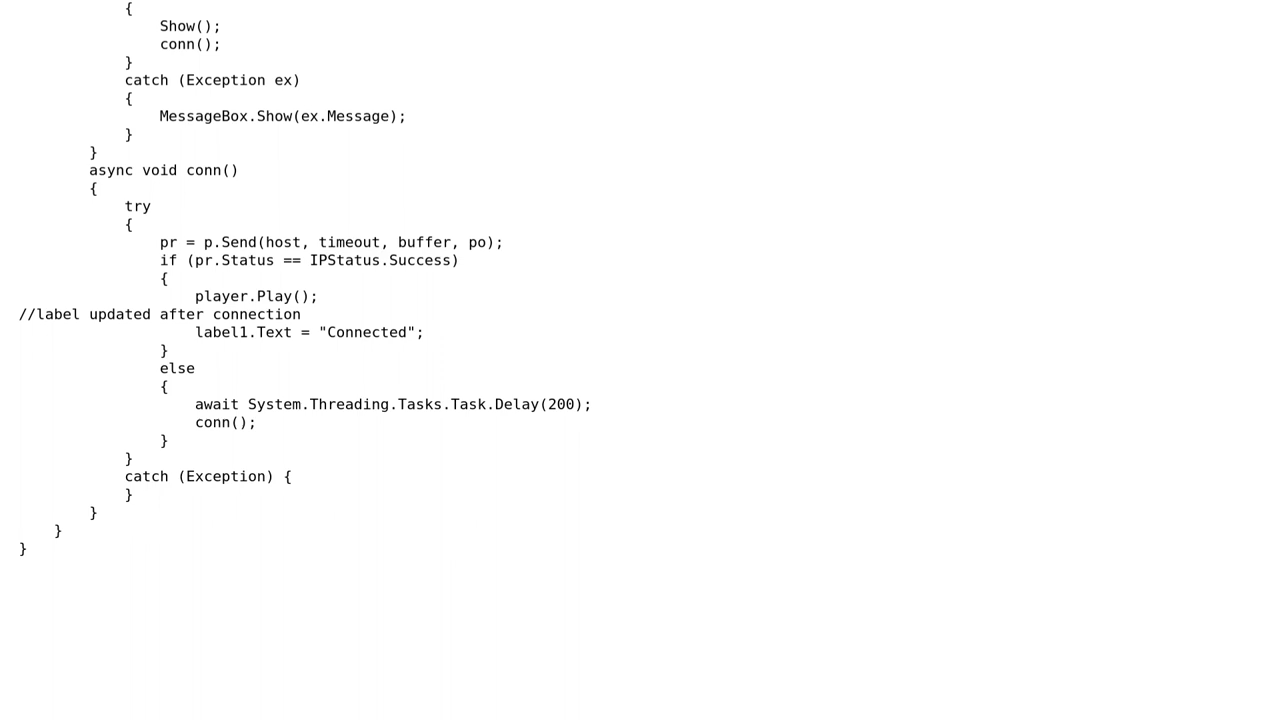 {
                Show();
                conn();
            }
            catch (Exception ex)
            {
                MessageBox.Show(ex.Message);
            }
        }
        async void conn()
        {
            try
            {
                pr = p.Send(host, timeout, buffer, po);
                if (pr.Status == IPStatus.Success)
                {
                    player.Play();
//label updated after connection
                    label1.Text = "Connected";
                }
                else
                {
                    await System.Threading.Tasks.Task.Delay(200);
                    conn();
                }
            }
            catch (Exception) {
            }
        }
    }
}